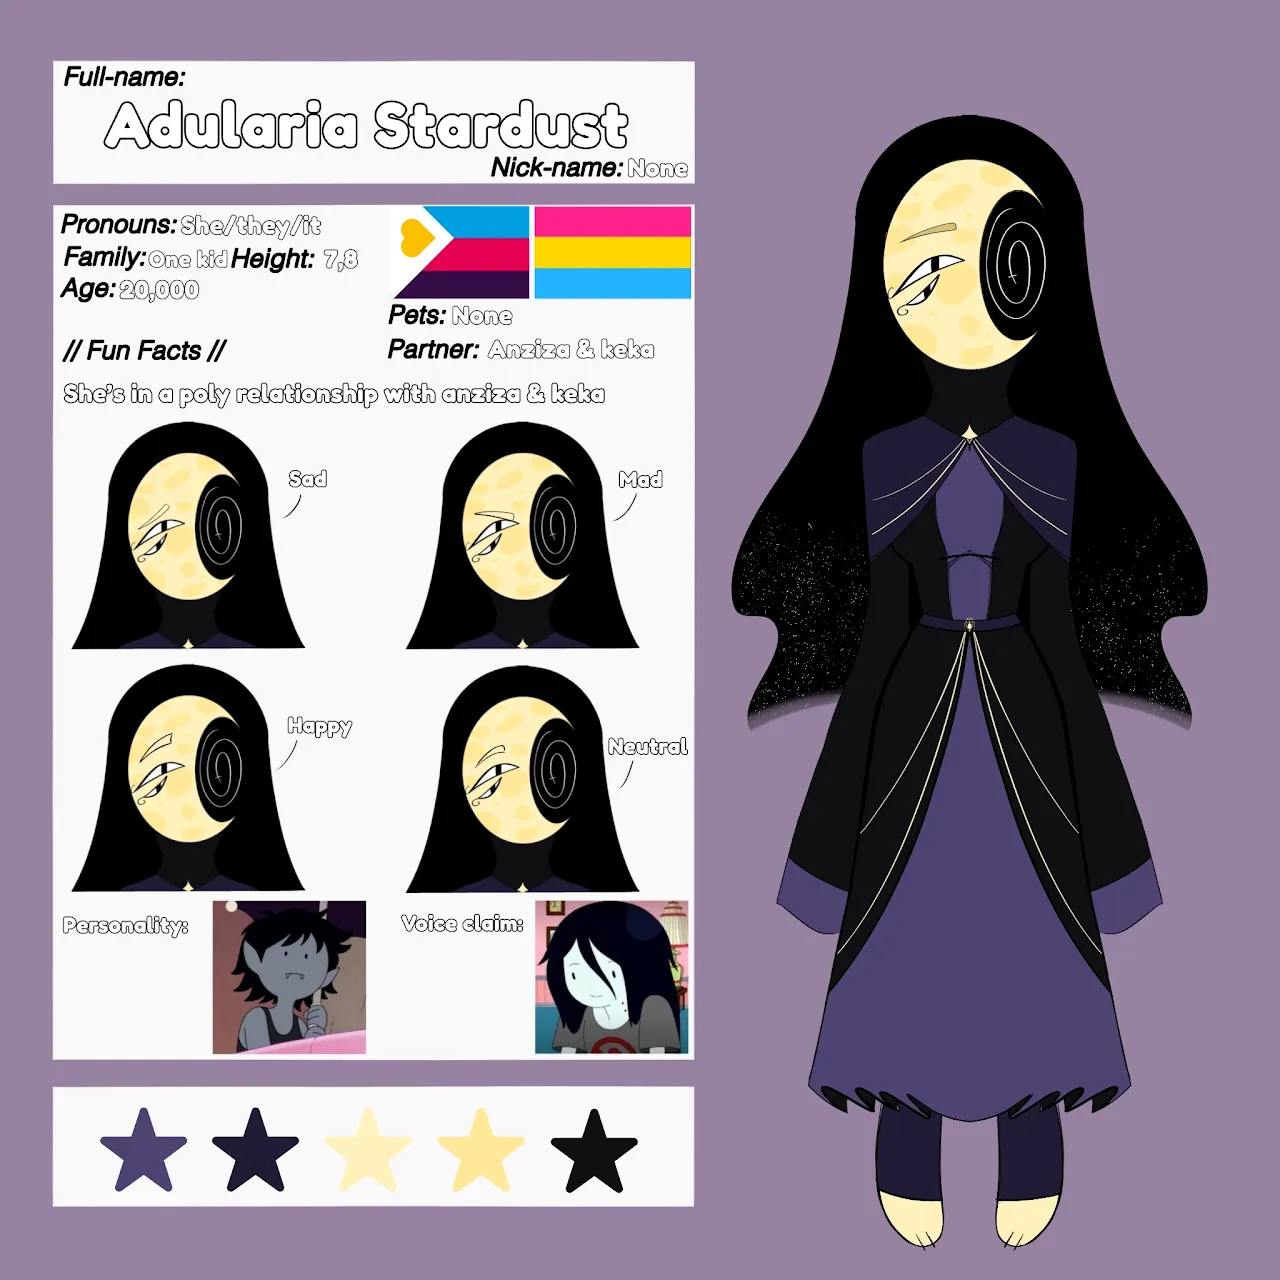 Full-name:
Adularia Stardust
Nick-name: None
Pronouns: She/they/it
Family: One kid Height: 7,8
Age: 20,000
Pets: None
Partner: Anziza & keka
// Fun Facts //
She's in a poly relationship with anziza & keka
Sad
Mad
Happy
Neutral
Personality:
Voice claim: